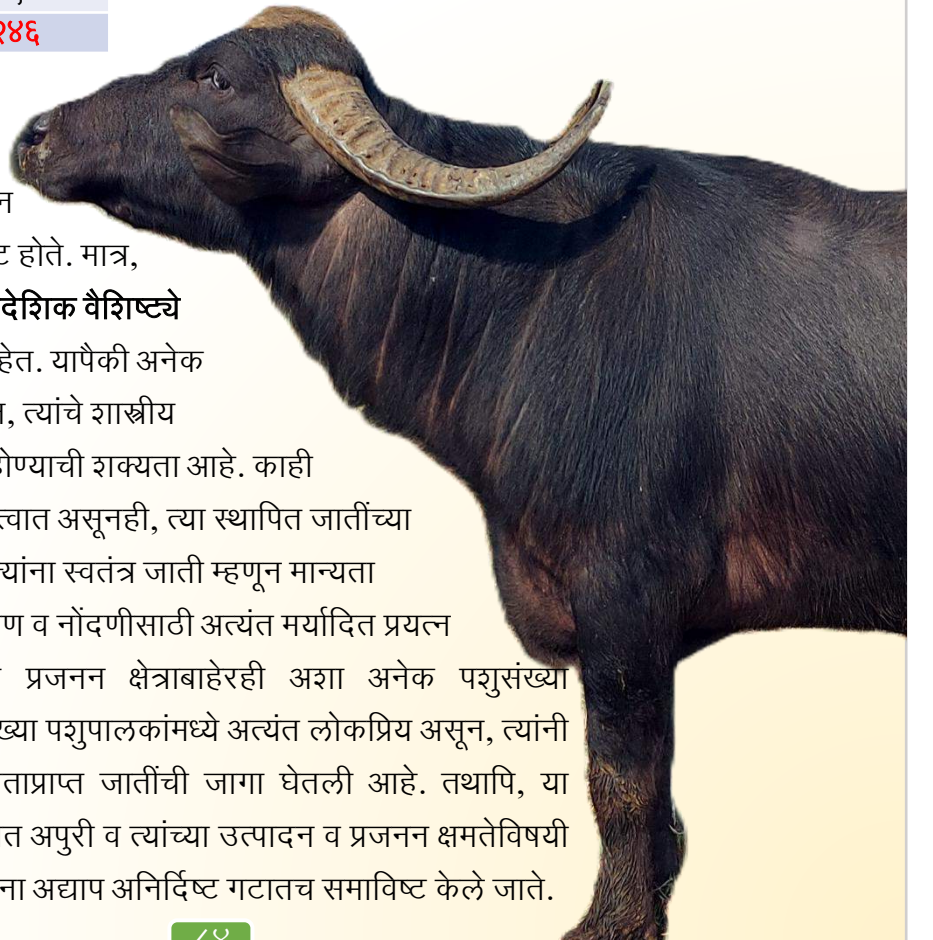 २४६
न
ट होते. मात्र,
देशिक वैशिष्ट्ये
हेत. यापैकी अनेक
, त्यांचे शास्त्रीय
होण्याची शक्यता आहे. काही
त्वात असूनही, त्या स्थापित जातींच्या
यांना स्वतंत्र जाती म्हणून मान्यता
ण व नोंदणीसाठी अत्यंत मर्यादित प्रयत्न
प्रजनन क्षेत्राबाहेरही अशा अनेक पशुसंख्या
ख्या पशुपालकांमध्ये अत्यंत लोकप्रिय असून, त्यांनी
ताप्राप्त जातींची जागा घेतली आहे. तथापि, या
त अपुरी व त्यांच्या उत्पादन व प्रजनन क्षमतेविषयी
ना अद्याप अनिर्दिष्ट गटातच समाविष्ट केले जाते.